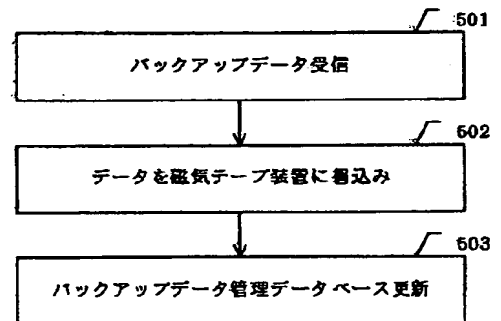 501
バックアップデータ受信
502
データを磁気テープ装置に書込み
503
バックアップデータ管理データベース更新